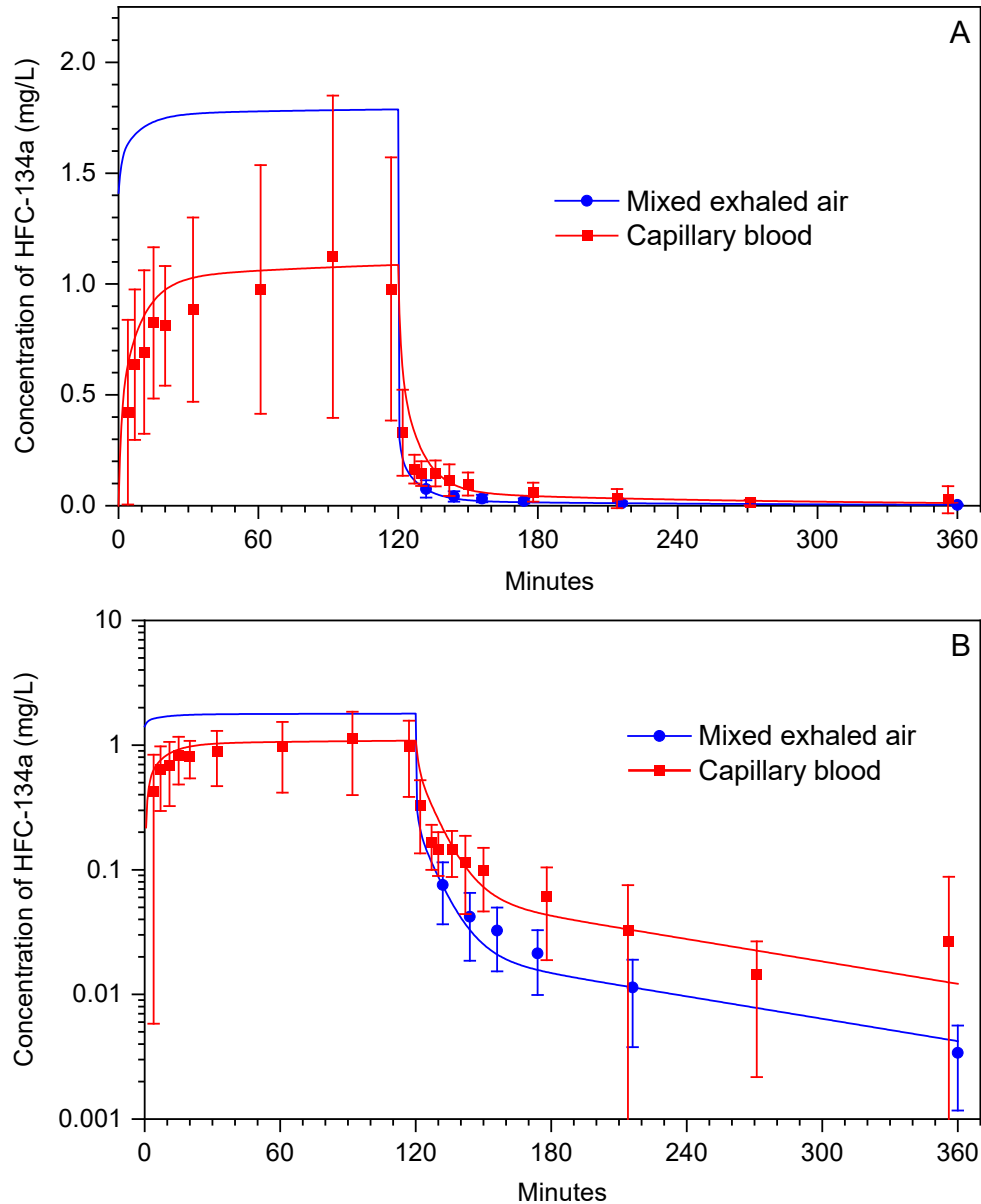 A
Concentration of HFC-134a (mg/L)
2.0
1.5
1.0
0.5
0.0
Mixed exhaled air
Capillary blood
0 60 120 180 240 300 360
Minutes
B
Concentration of HFC-134a (mg/L)
10
1
0.1
0.01
0.001
Mixed exhaled air
Capillary blood
0 60 120 180 240 300 360
Minutes